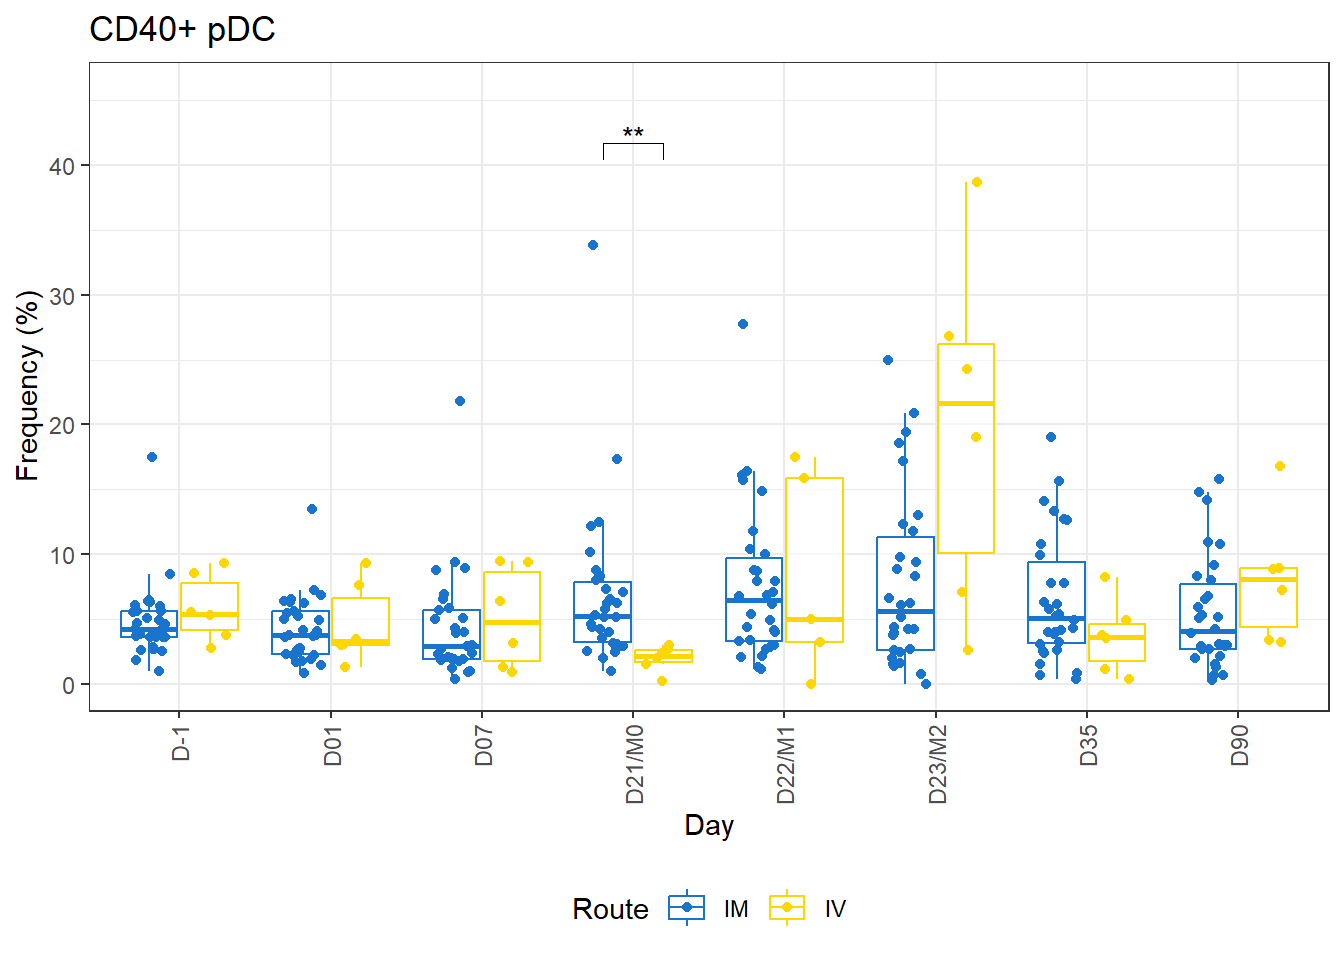 CD40+ pDC
**
40
30
20
10
0
Frequency (%)
D-1
D01
D07
D21/M0
D22/M1
D23/M2
D35
D90
Day
Route IM IV